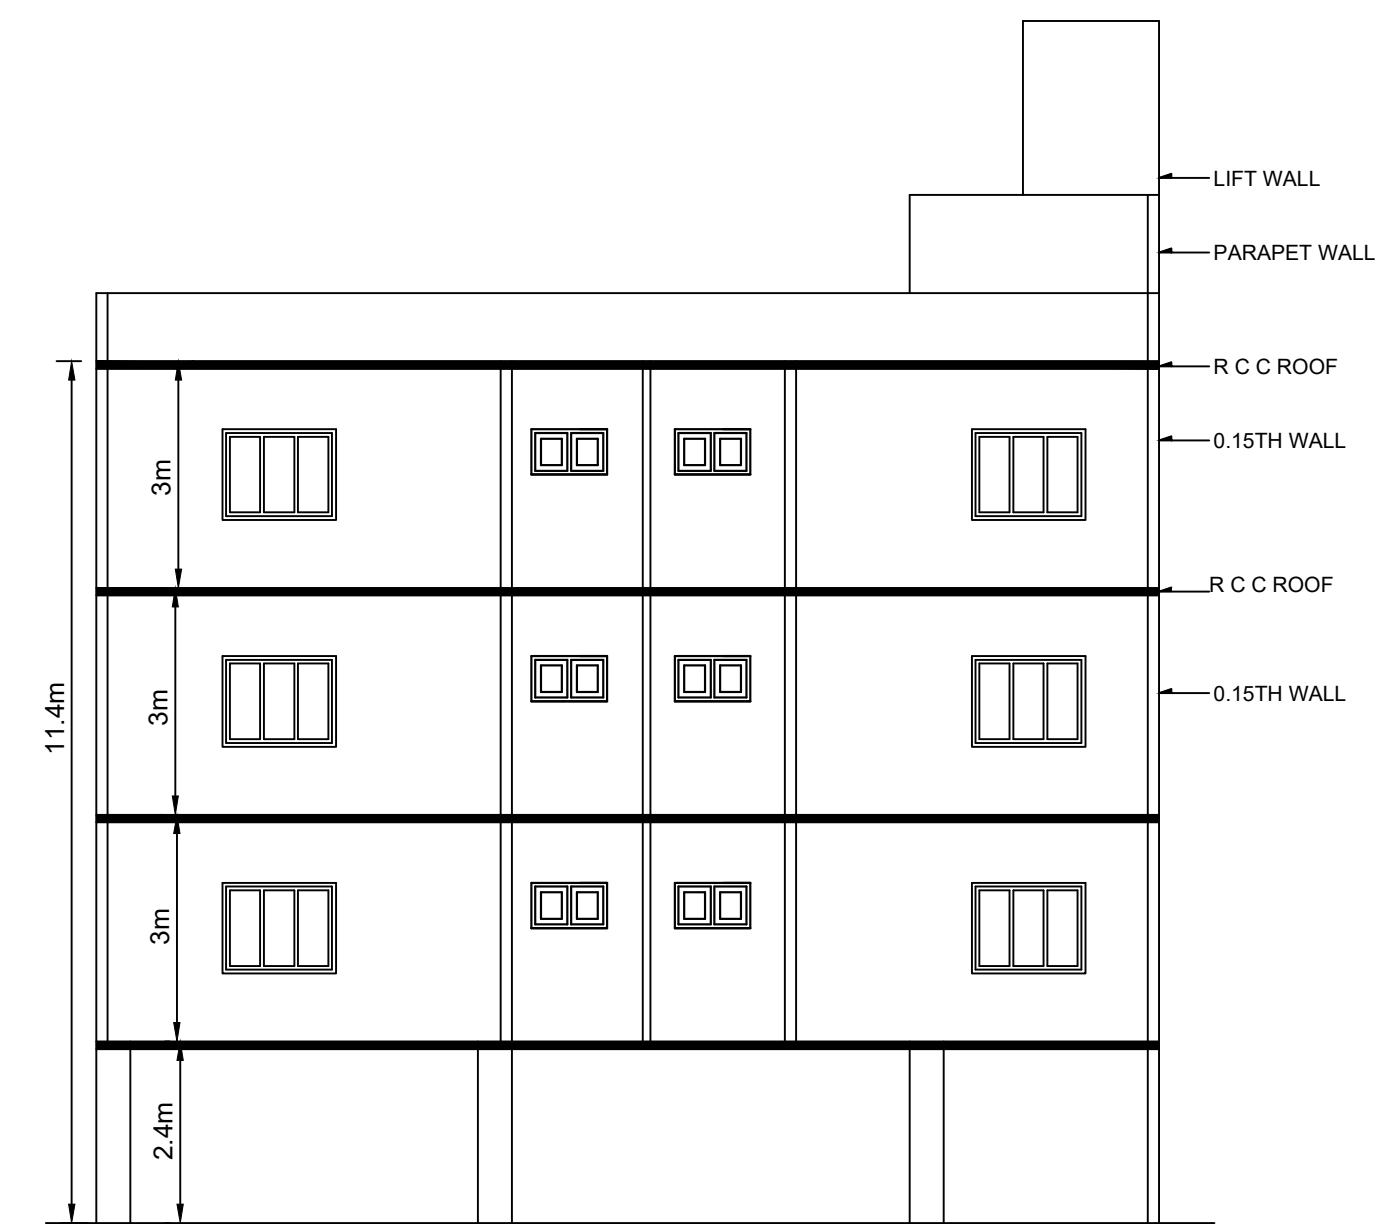 LIFT WALL
PARAPET WALL
R C C ROOF
0.15TH WALL
3m
R C C ROOF
11.4m
3m
0.15TH WALL
3m
2.4m